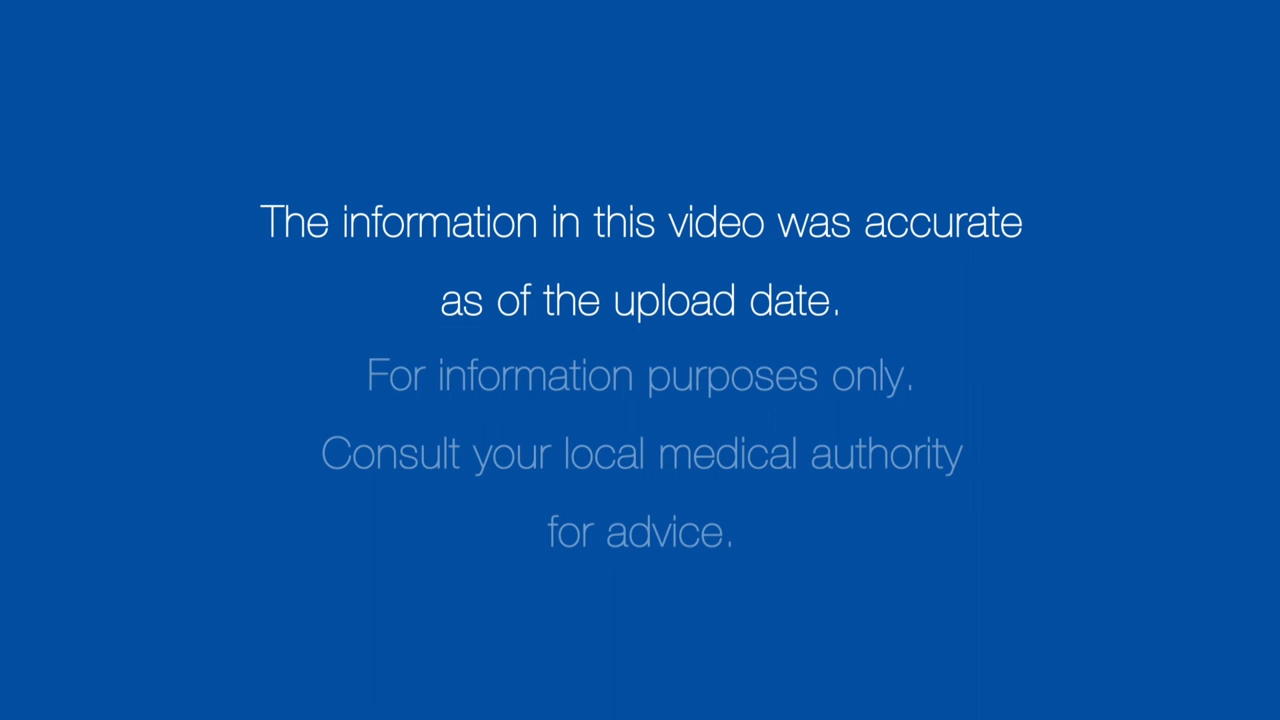 The information in this video was accurate
as of the upload date.
For information purposes only.
Consult your local medical authority
for advice.